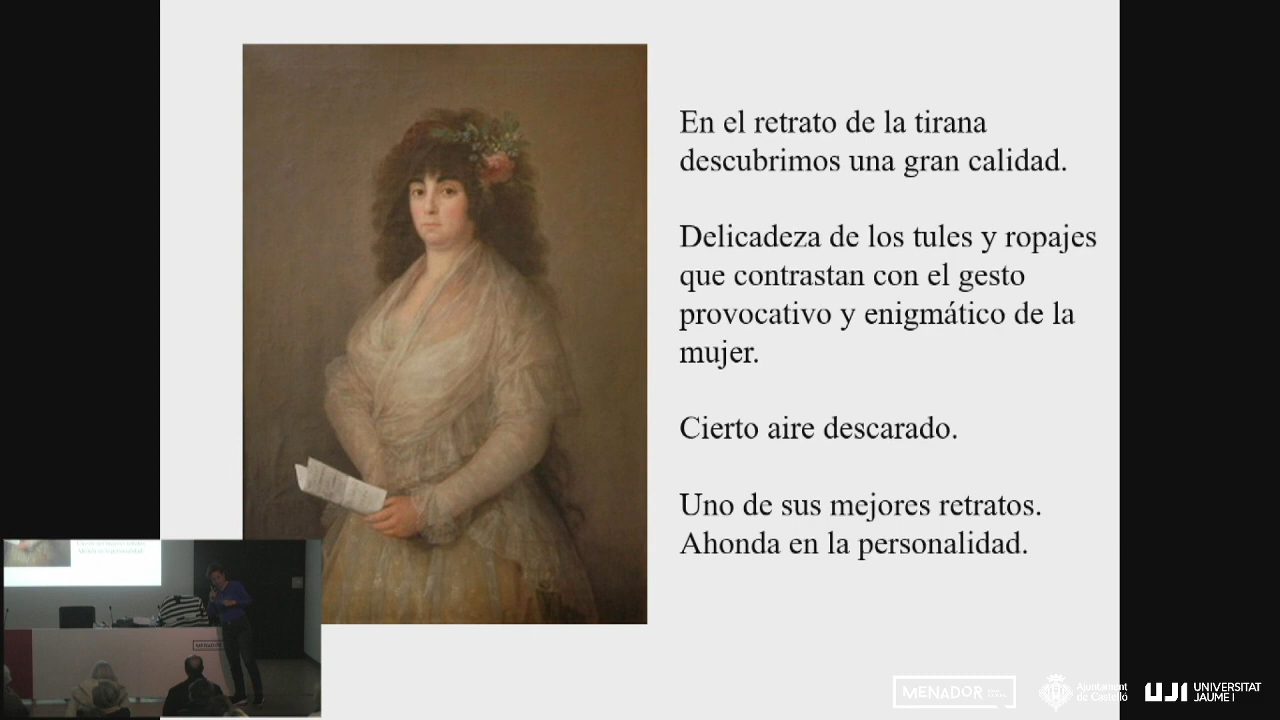 En el retrato de la tirana
descubrimos una gran calidad.
Delicadeza de los tules y ropajes
que contrastan con el gesto
provocativo y enigmático de la
mujer.
Cierto aire descarado.
Uno de sus mejores retratos.
Ahonda en la personalidad.
MENADOR
Ajuntament
de Castelló
UJI UNIVERSITAT
JAUME I